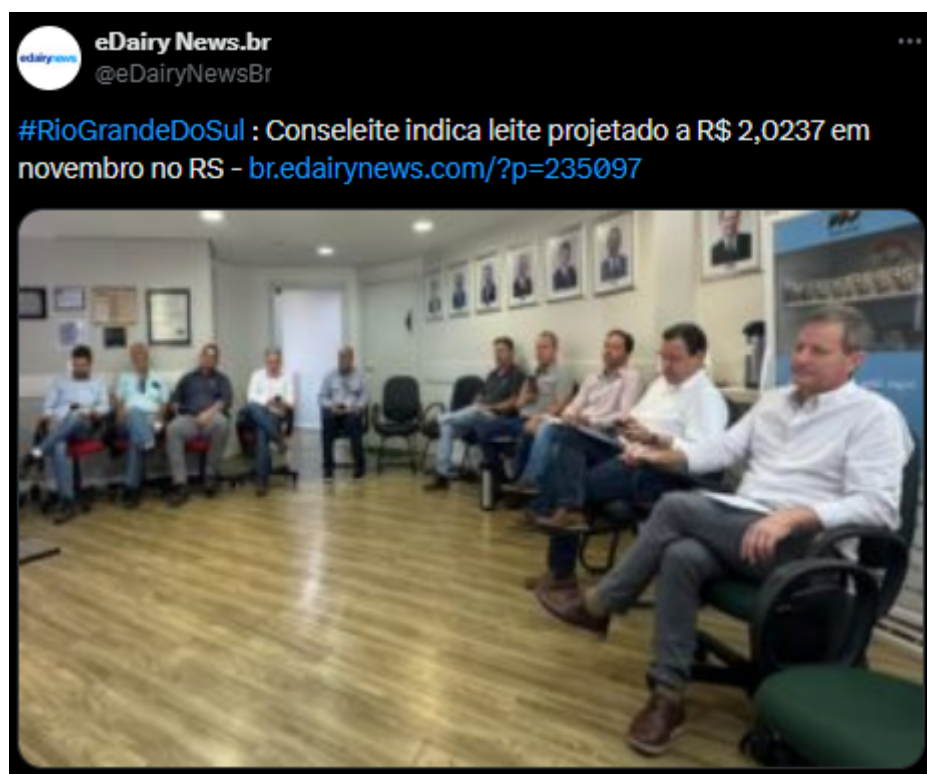 edairynews
eDairy News.br
@eDairyNewsBr
#RioGrandeDoSul : Conseleite indica leite projetado a R$ 2,0237 em
novembro no RS - br.edairynews.com/?p=235097